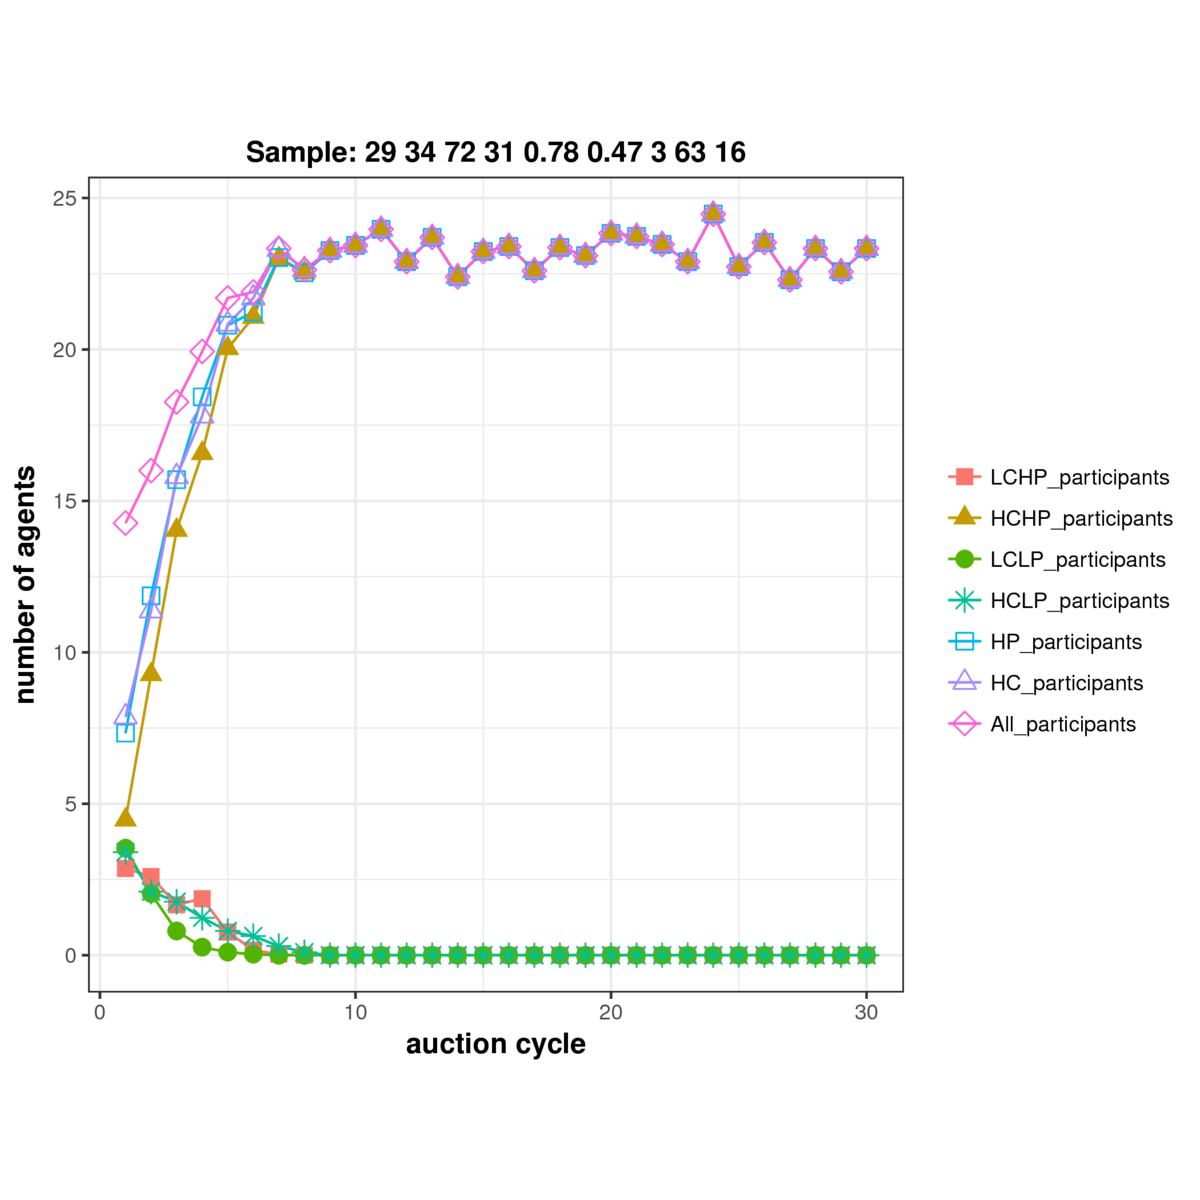 Sample: 29 34 72 31 0.78 0.47 3 63 16
25
20
15
10
5
0
number of agents
0 10 20 30
auction cycle
LCHP_participants
HCHP_participants
LCLP_participants
HCLP_participants
HP_participants
HC_participants
All_participants